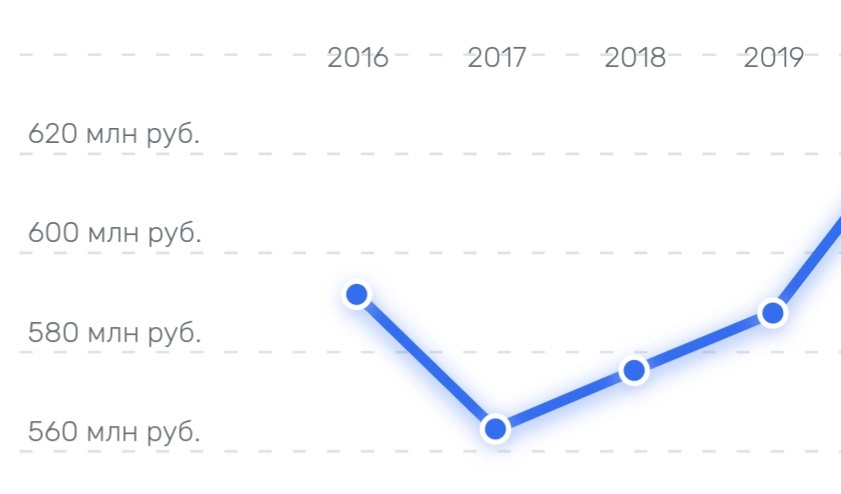 2016 2017 2018 2019
620 млн руб.
600 млн руб.
580 млн руб.
560 млн руб.